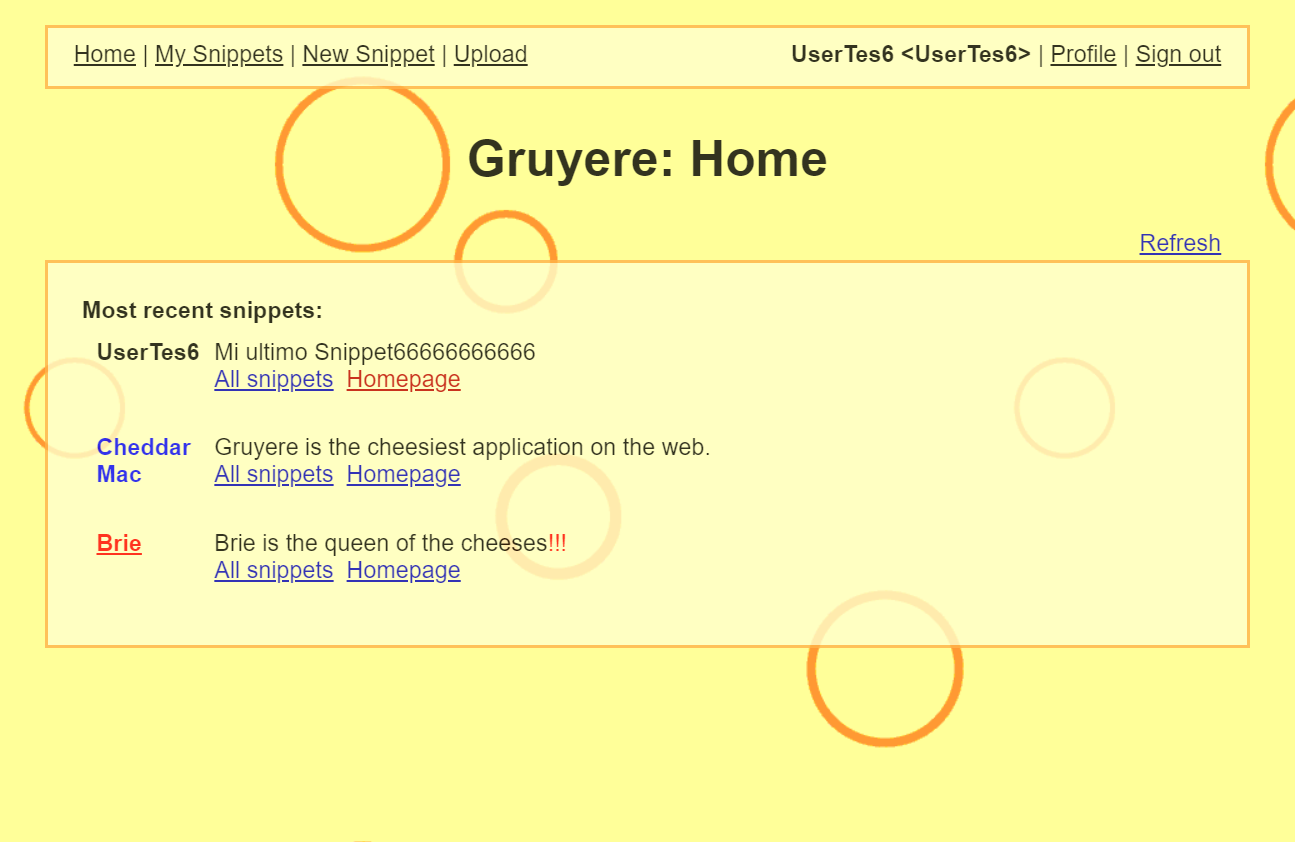 Home | My Snippets | New Snippet | Upload
UserTes6 <UserTes6> | Profile | Sign out
Gruyere: Home
Refresh
Most recent snippets:
UserTes6 Mi ultimo Snippet66666666666
All snippets Homepage
Cheddar Gruyere is the cheesiest application on the web.
Mac All snippets Homepage
Brie Brie is the queen of the cheeses!!!
All snippets Homepage